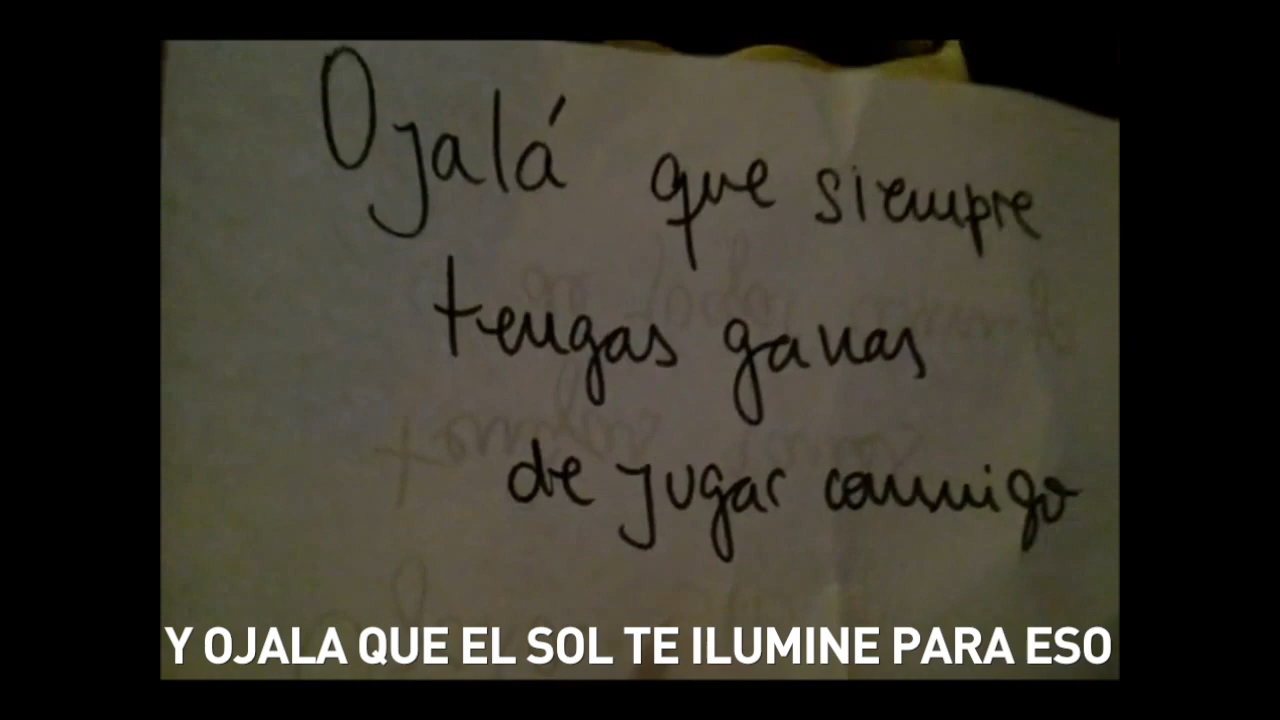 Ojalá que siempre
tengas ganas
de jugar conmigo
Y OJALA QUE EL SOL TE ILUMINE PARA ESO